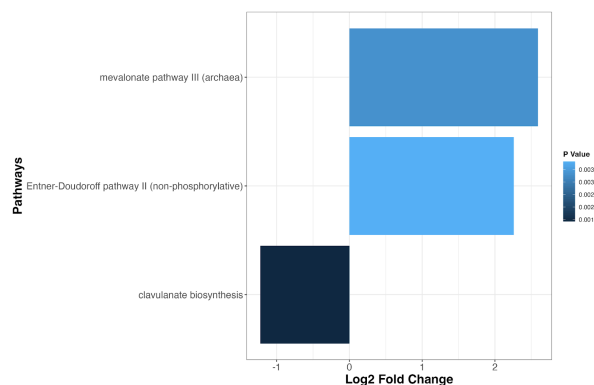 mevalonate pathway III (archaea)
Entner-Doudoroff pathway II (non-phosphorylative)
clavulanate biosynthesis
Pathways
-1 0 1 2
Log2 Fold Change
P Value
0.003
0.003
0.002
0.002
0.001